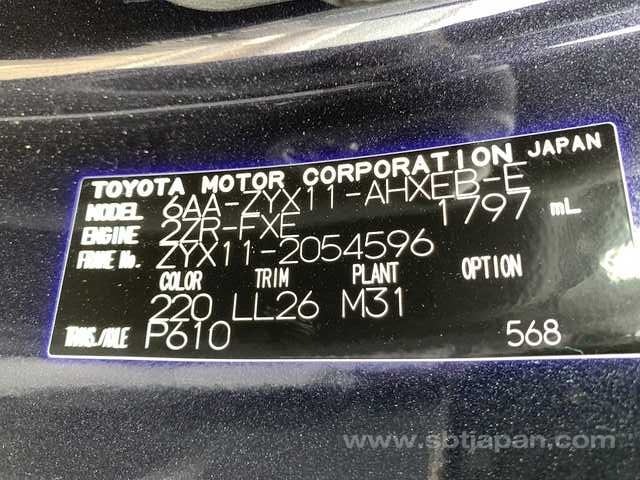 TOYOTA MOTOR CORPORATION JAPAN
MODEL 6AA-ZYX11-AHXEB-E
ENGINE 2ZR-FXE 1797 mL
FRAME No. ZYX11-2054596
COLOR TRIM PLANT OPTION
220 LL26 M31
TRANS./AXLE P610 568
www.sbtjapan.com